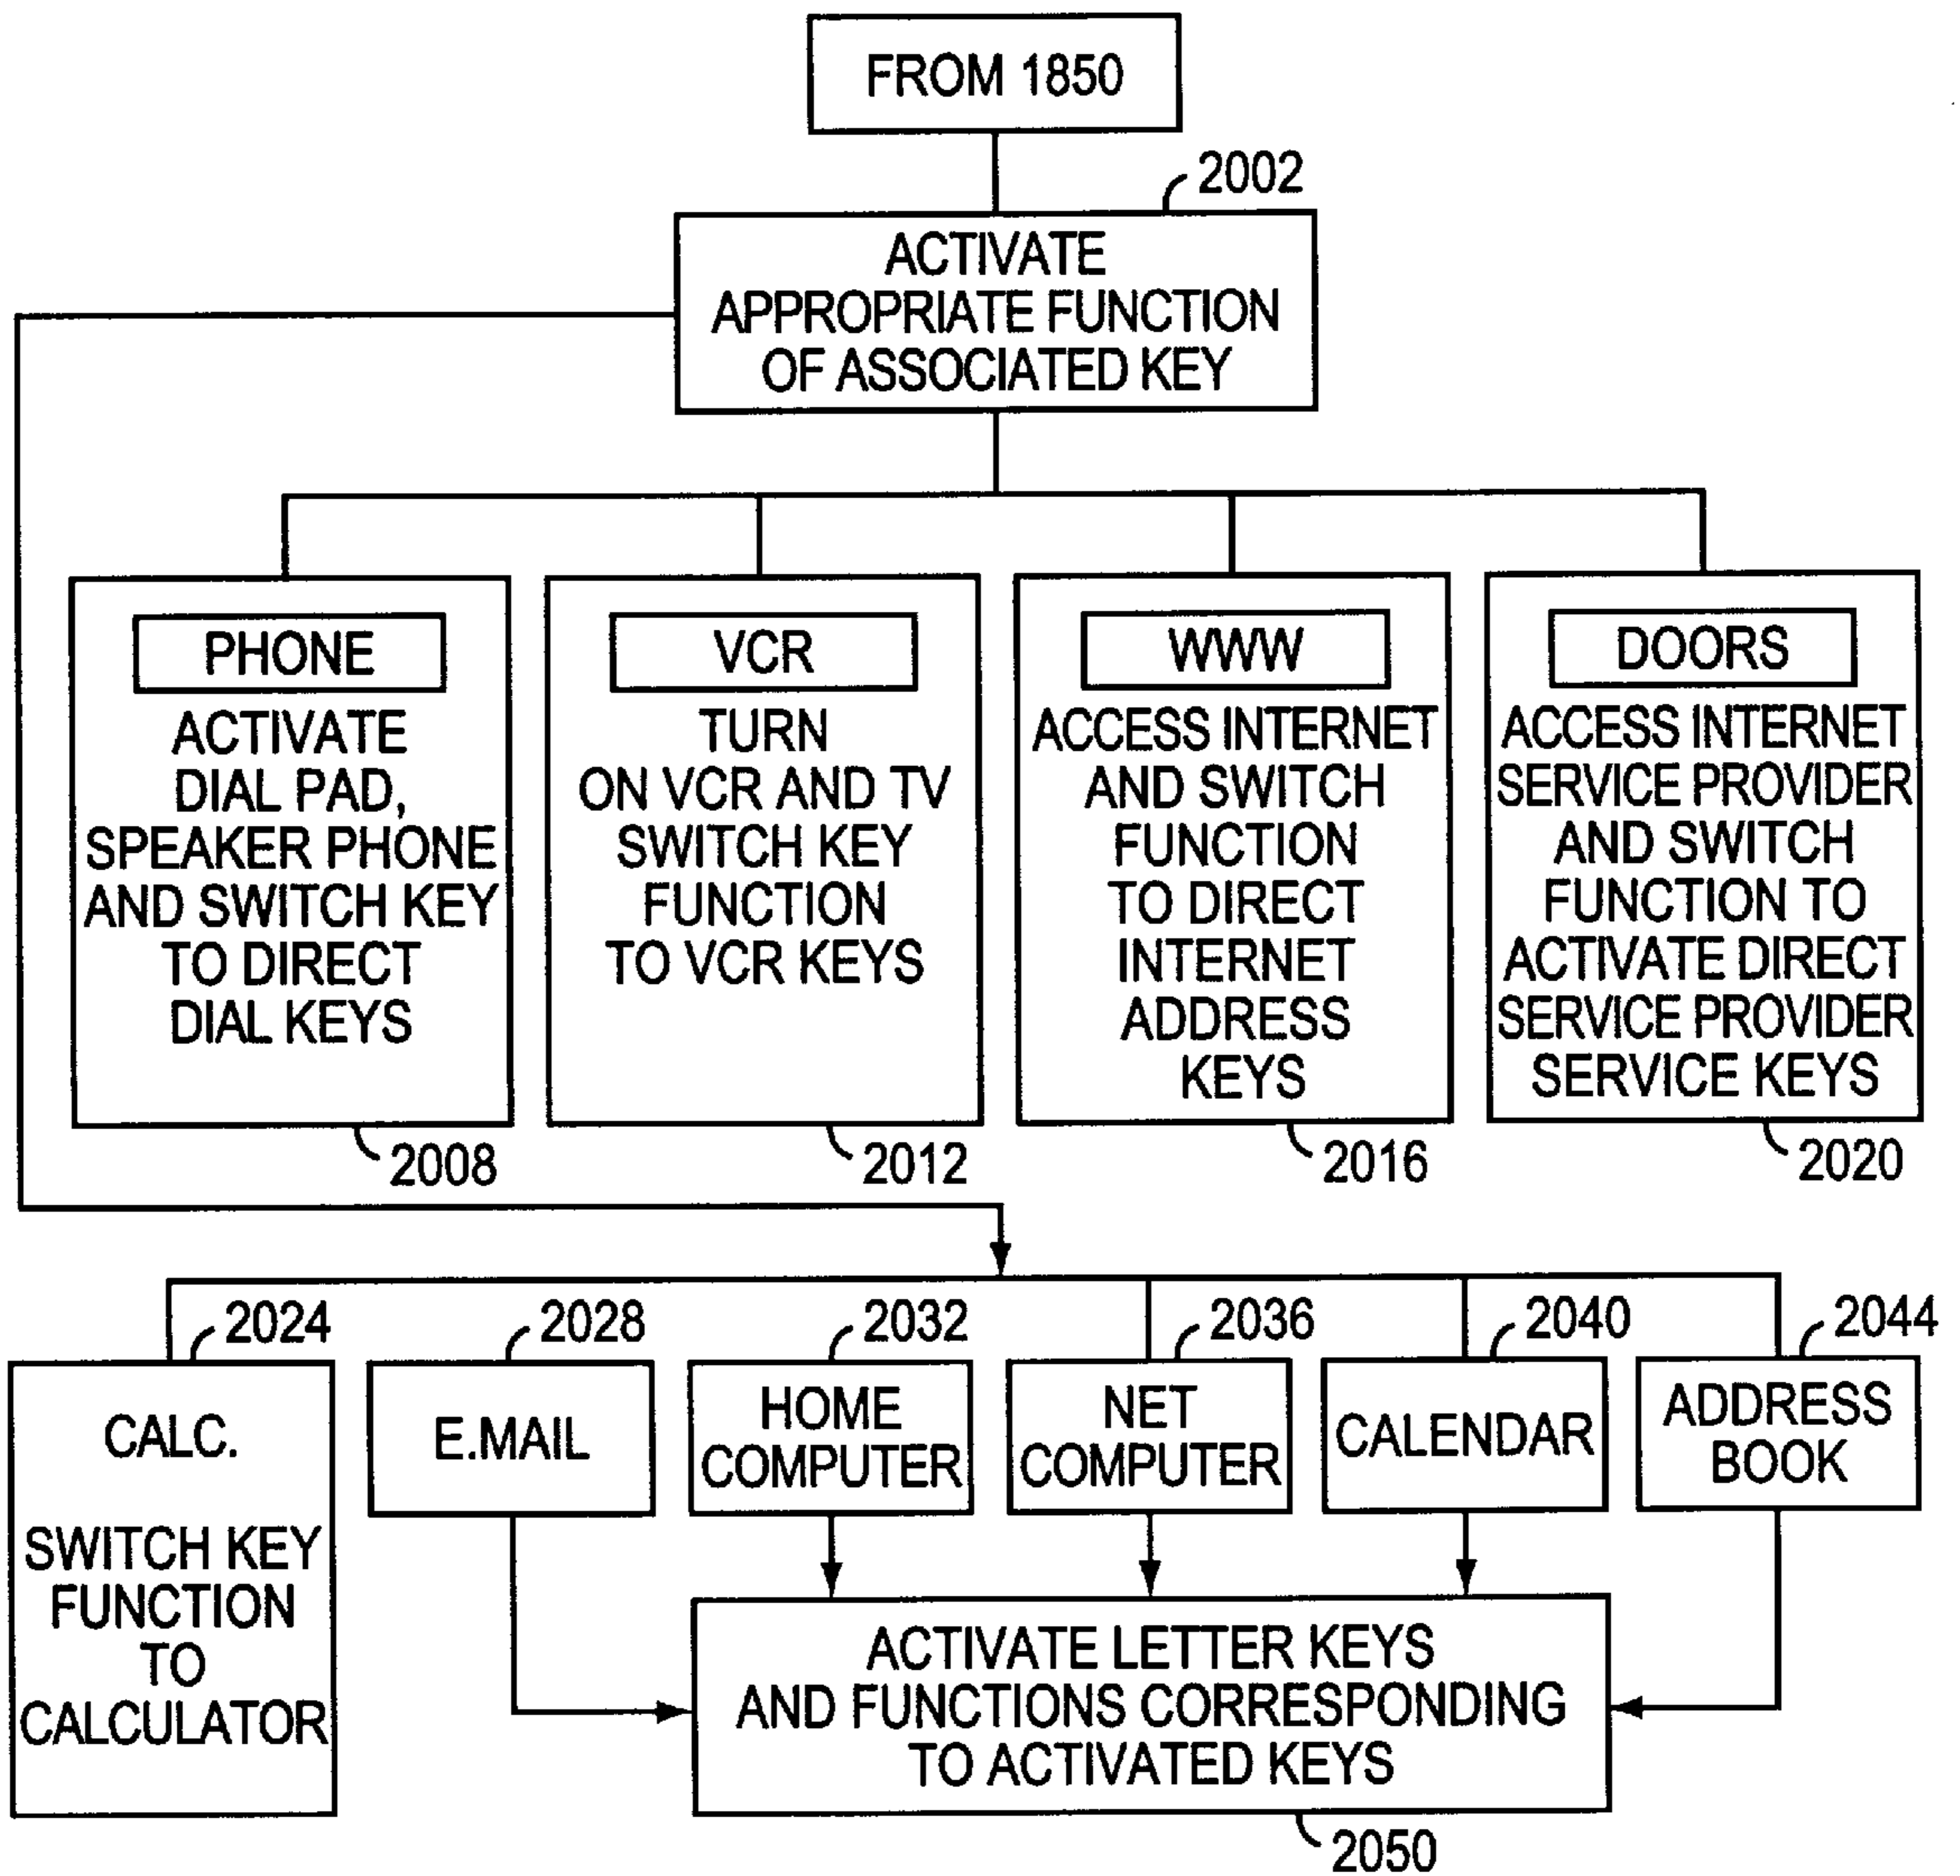 FROM 1850
2002
ACTIVATE
APPROPRIATE FUNCTION
OF ASSOCIATED KEY
PHONE
ACTIVATE
DIAL PAD,
SPEAKER PHONE
AND SWITCH KEY
TO DIRECT
DIAL KEYS
2008
VCR
TURN
ON VCR AND TV
SWITCH KEY
FUNCTION
TO VCR KEYS
2012
WWW
ACCESS INTERNET
AND SWITCH
FUNCTION
TO DIRECT
INTERNET
ADDRESS
KEYS
2016
DOORS
ACCESS INTERNET
SERVICE PROVIDER
AND SWITCH
FUNCTION TO
ACTIVATE DIRECT
SERVICE PROVIDER
SERVICE KEYS
2020
2024
CALC.
SWITCH KEY
FUNCTION
TO
CALCULATOR
2028
E.MAIL
2032
HOME
COMPUTER
2036
NET
COMPUTER
2040
CALENDAR
2044
ADDRESS
BOOK
ACTIVATE LETTER KEYS
AND FUNCTIONS CORRESPONDING
TO ACTIVATED KEYS
2050